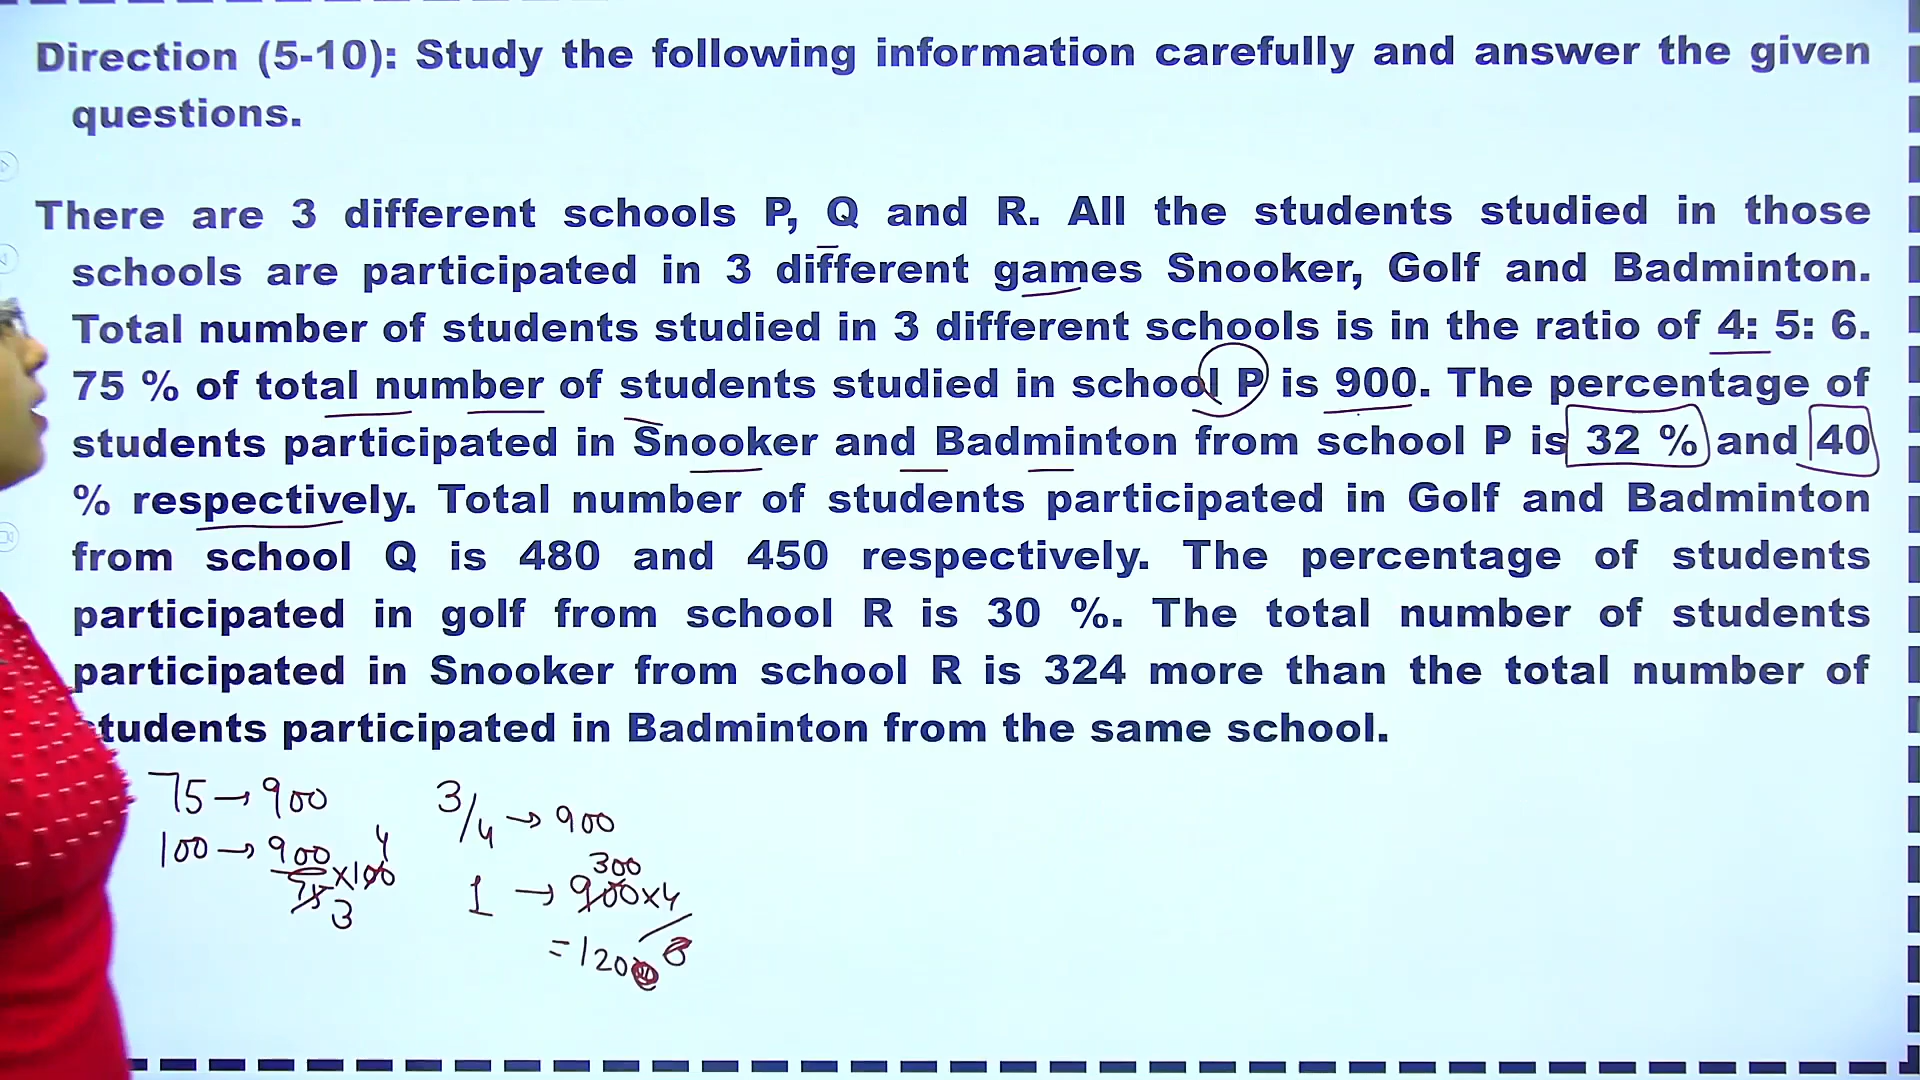 Direction (5-10): Study the following information carefully and answer the given
questions.
There are 3 different schools P, Q and R. All the students studied in those
schools are participated in 3 different games Snooker, Golf and Badminton.
Total number of students studied in 3 different schools is in the ratio of 4: 5: 6.
75 % of total number of students studied in school P is 900. The percentage of
students participated in Snooker and Badminton from school P is 32 % and 40
% respectively. Total number of students participated in Golf and Badminton
from school Q is 480 and 450 respectively. The percentage of students
participated in golf from school R is 30 %. The total number of students
participated in Snooker from school R is 324 more than the total number of
tudents participated in Badminton from the same school.
75 → 900
100 → 900/75 × 100
4
3
3/4 → 900
300
1 → 900 × 4
= 120